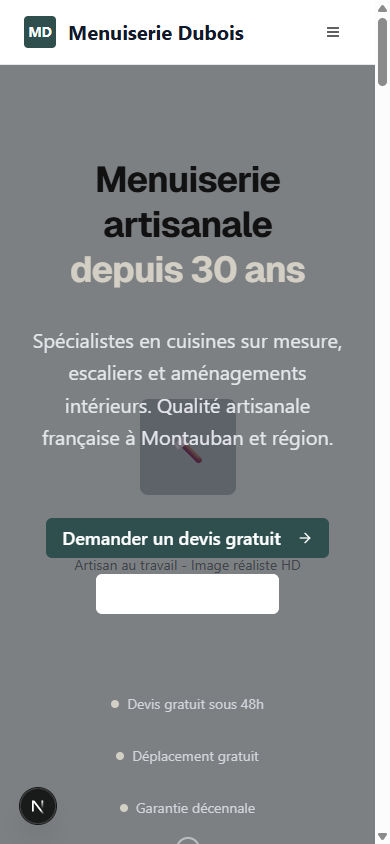 MD Menuiserie Dubois
Menuiserie
artisanale
depuis 30 ans
Spécialistes en cuisines sur mesure,
escaliers et aménagements
intérieurs. Qualité artisanale
française à Montauban et région.
Demander un devis gratuit →
Artisan au travail - Image réaliste HD
Devis gratuit sous 48h
Déplacement gratuit
Garantie décennale
N